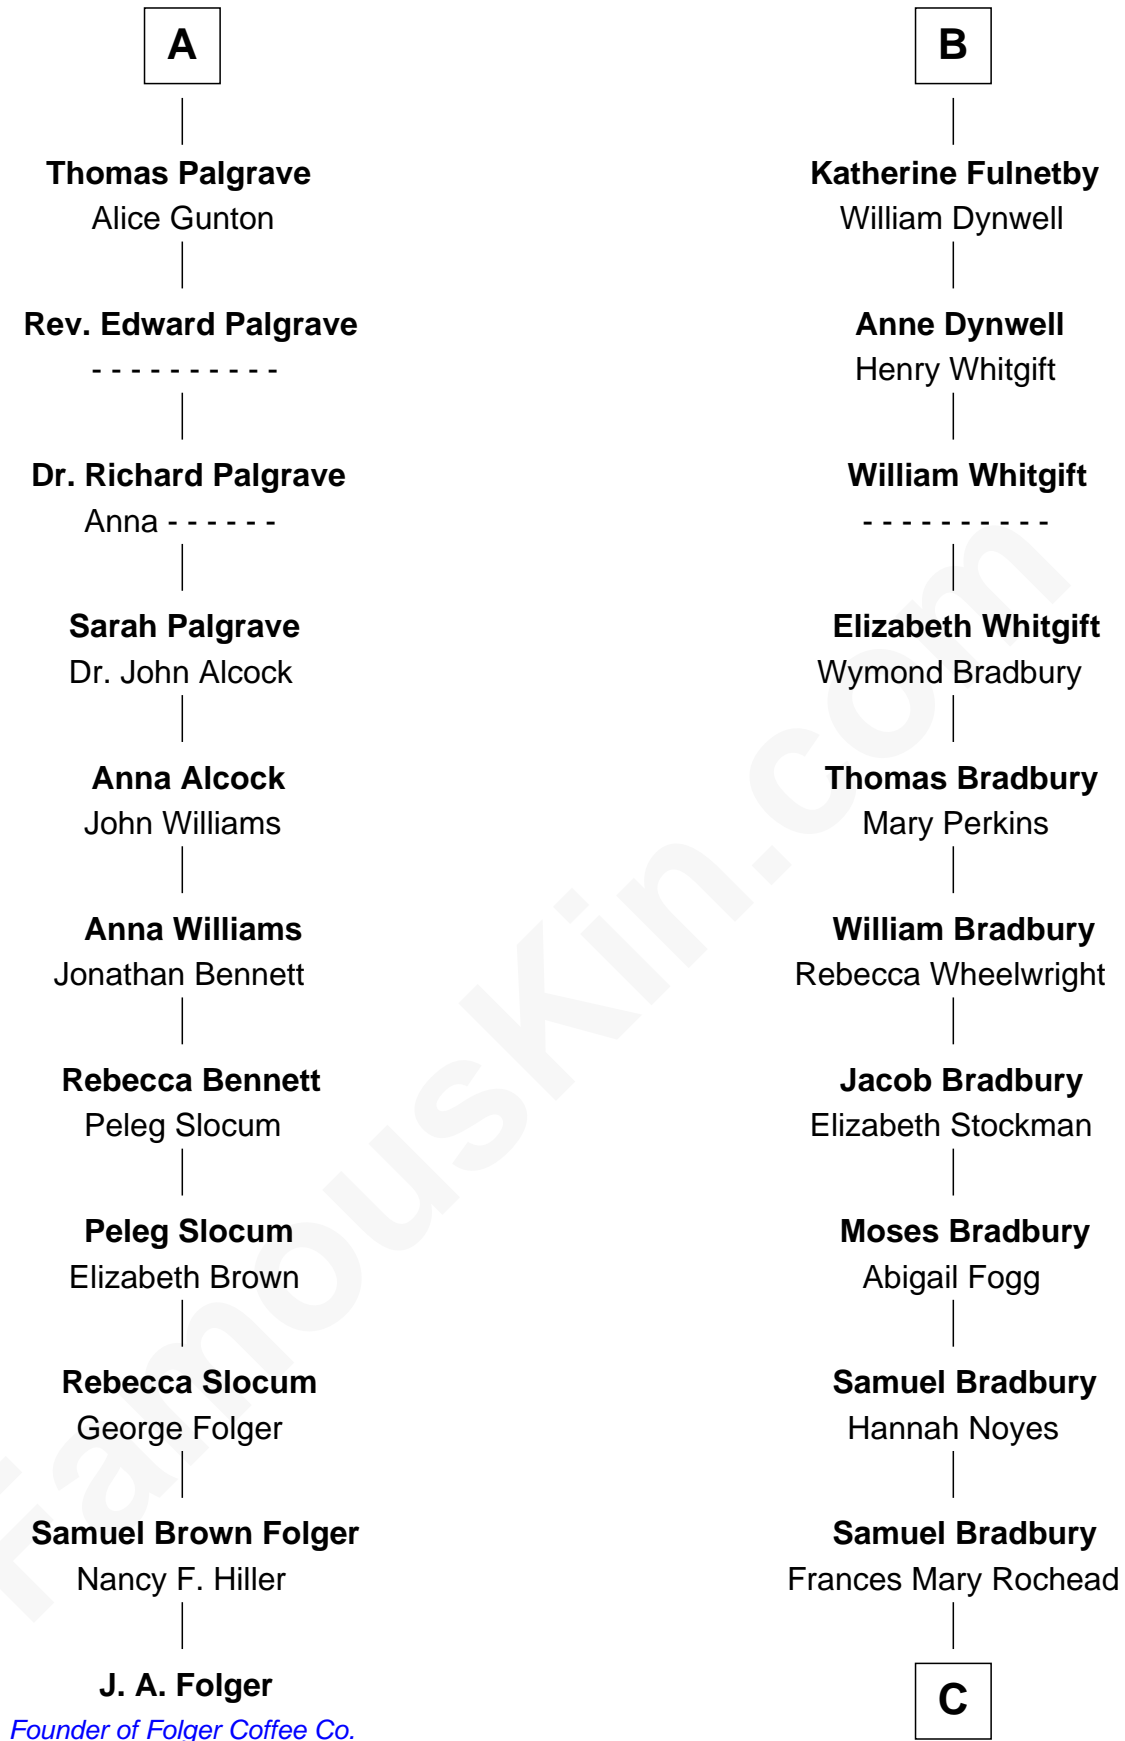 A
Thomas Palgrave
Alice Gunton
Rev. Edward Palgrave
- - - - - - - - - -
Dr. Richard Palgrave
Anna - - - - - -
Sarah Palgrave
Dr. John Alcock
Anna Alcock
John Williams
Anna Williams
Jonathan Bennett
Rebecca Bennett
Peleg Slocum
Peleg Slocum
Elizabeth Brown
Rebecca Slocum
George Folger
Samuel Brown Folger
Nancy F. Hiller
J. A. Folger
Founder of Folger Coffee Co.
B
Katherine Fulnetby
William Dynwell
Anne Dynwell
Henry Whitgift
William Whitgift
- - - - - - - - - -
Elizabeth Whitgift
Wymond Bradbury
Thomas Bradbury
Mary Perkins
William Bradbury
Rebecca Wheelwright
Jacob Bradbury
Elizabeth Stockman
Moses Bradbury
Abigail Fogg
Samuel Bradbury
Hannah Noyes
Samuel Bradbury
Frances Mary Rochead
C
FamousKin.com